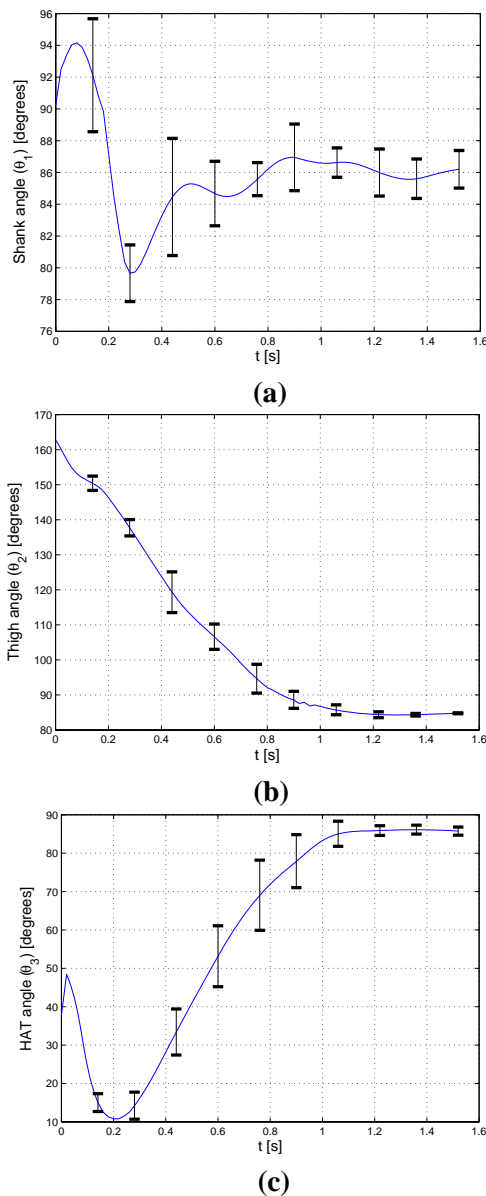 96
94
92
90
88
86
84
82
80
78
76
Shank angle (θ1) [degrees]
0 0.2 0.4 0.6 0.8 1 1.2 1.4 1.6
t [s]
(a)
170
160
150
140
130
120
110
100
90
80
Thigh angle (θ2) [degrees]
0 0.2 0.4 0.6 0.8 1 1.2 1.4 1.6
t [s]
(b)
90
80
70
60
50
40
30
20
10
HAT angle (θ3) [degrees]
0 0.2 0.4 0.6 0.8 1 1.2 1.4 1.6
t [s]
(c)